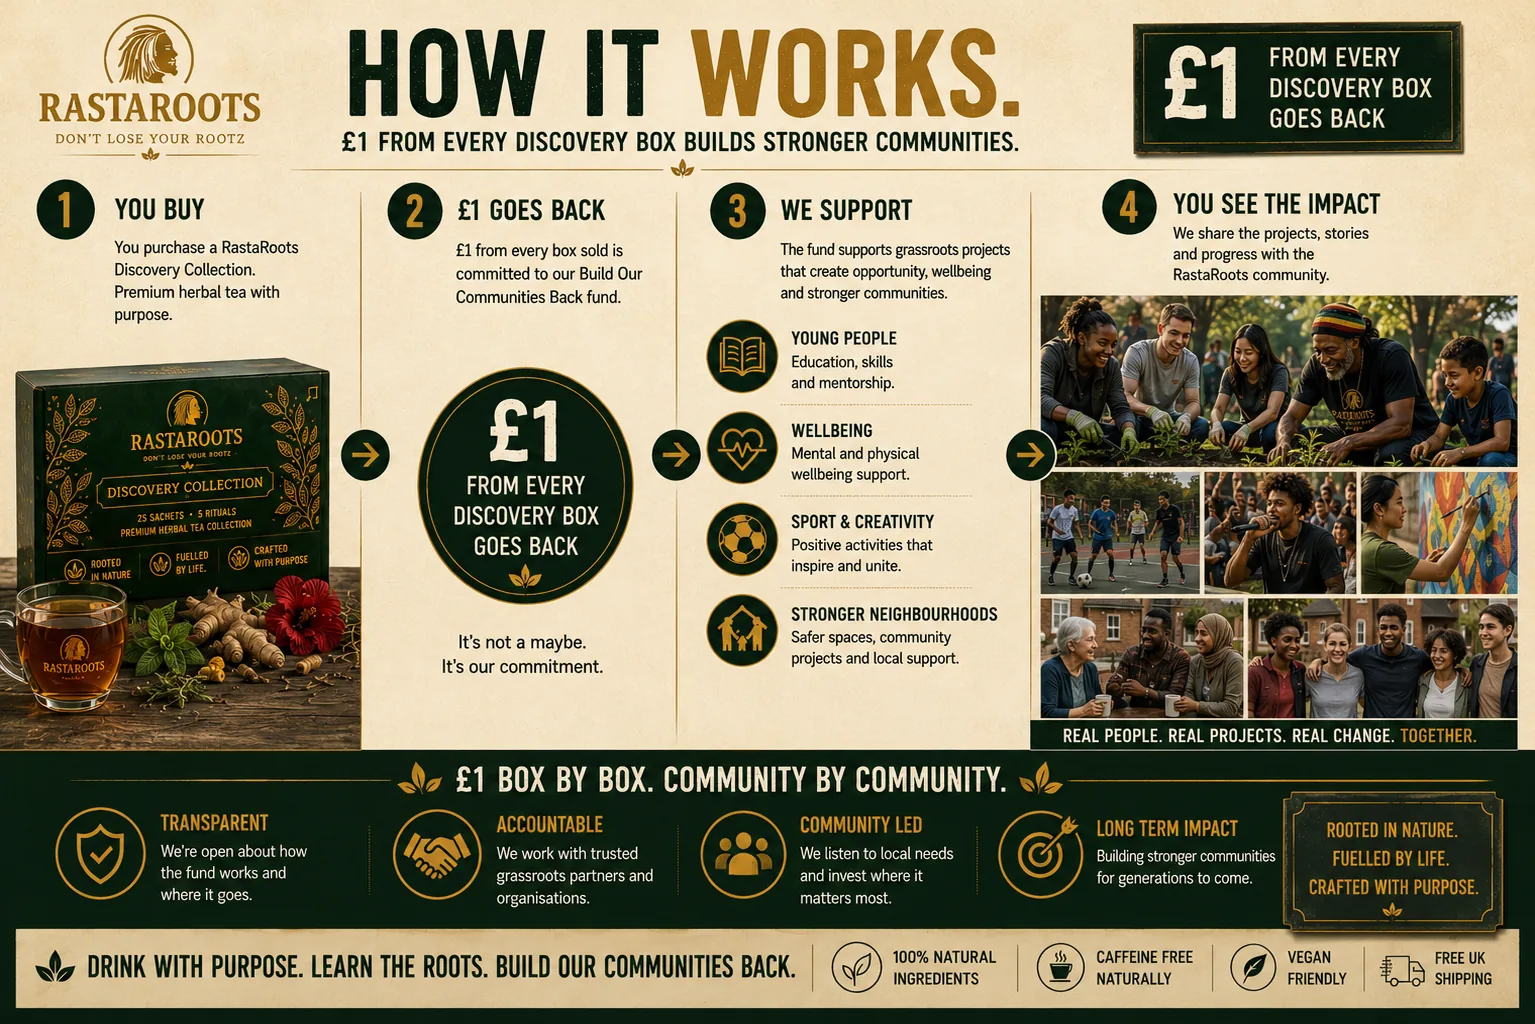 RASTAROOTS
DON'T LOSE YOUR ROOTZ
HOW IT WORKS.
£1 FROM EVERY DISCOVERY BOX BUILDS STRONGER COMMUNITIES.
£1
FROM EVERY
DISCOVERY BOX
GOES BACK
1
YOU BUY
You purchase a RastaRoots
Discovery Collection.
Premium herbal tea with
purpose.
RASTAROOTS
DON'T LOSE YOUR ROOTZ
DISCOVERY COLLECTION
25 SACHETS • 5 RITUALS
PREMIUM HERBAL TEA COLLECTION
ROOTED
IN NATURE
FUELLED
BY LIFE.
CRAFTED
WITH PURPOSE
RASTAROOTS
2
£1 GOES BACK
£1 from every box sold is
committed to our Build Our
Communities Back fund.
£1
FROM EVERY
DISCOVERY BOX
GOES BACK
It's not a maybe.
It's our commitment.
3
WE SUPPORT
The fund supports grassroots projects
that create opportunity, wellbeing
and stronger communities.
YOUNG PEOPLE
Education, skills
and mentorship.
WELLBEING
Mental and physical
wellbeing support.
SPORT & CREATIVITY
Positive activities that
inspire and unite.
STRONGER NEIGHBOURHOODS
Safer spaces, community
projects and local support.
4
YOU SEE THE IMPACT
We share the projects, stories
and progress with the
RastaRoots community.
RASTAROOTS
REAL PEOPLE. REAL PROJECTS. REAL CHANGE. TOGETHER.
£1 BOX BY BOX. COMMUNITY BY COMMUNITY.
TRANSPARENT
We're open about how
the fund works and
where it goes.
ACCOUNTABLE
We work with trusted
grassroots partners and
organisations.
COMMUNITY LED
We listen to local needs
and invest where it
matters most.
LONG TERM IMPACT
Building stronger communities
for generations to come.
ROOTED IN NATURE.
FUELLED BY LIFE.
CRAFTED WITH PURPOSE.
DRINK WITH PURPOSE. LEARN THE ROOTS. BUILD OUR COMMUNITIES BACK.
100% NATURAL
INGREDIENTS
CAFFEINE FREE
NATURALLY
VEGAN
FRIENDLY
FREE UK
SHIPPING